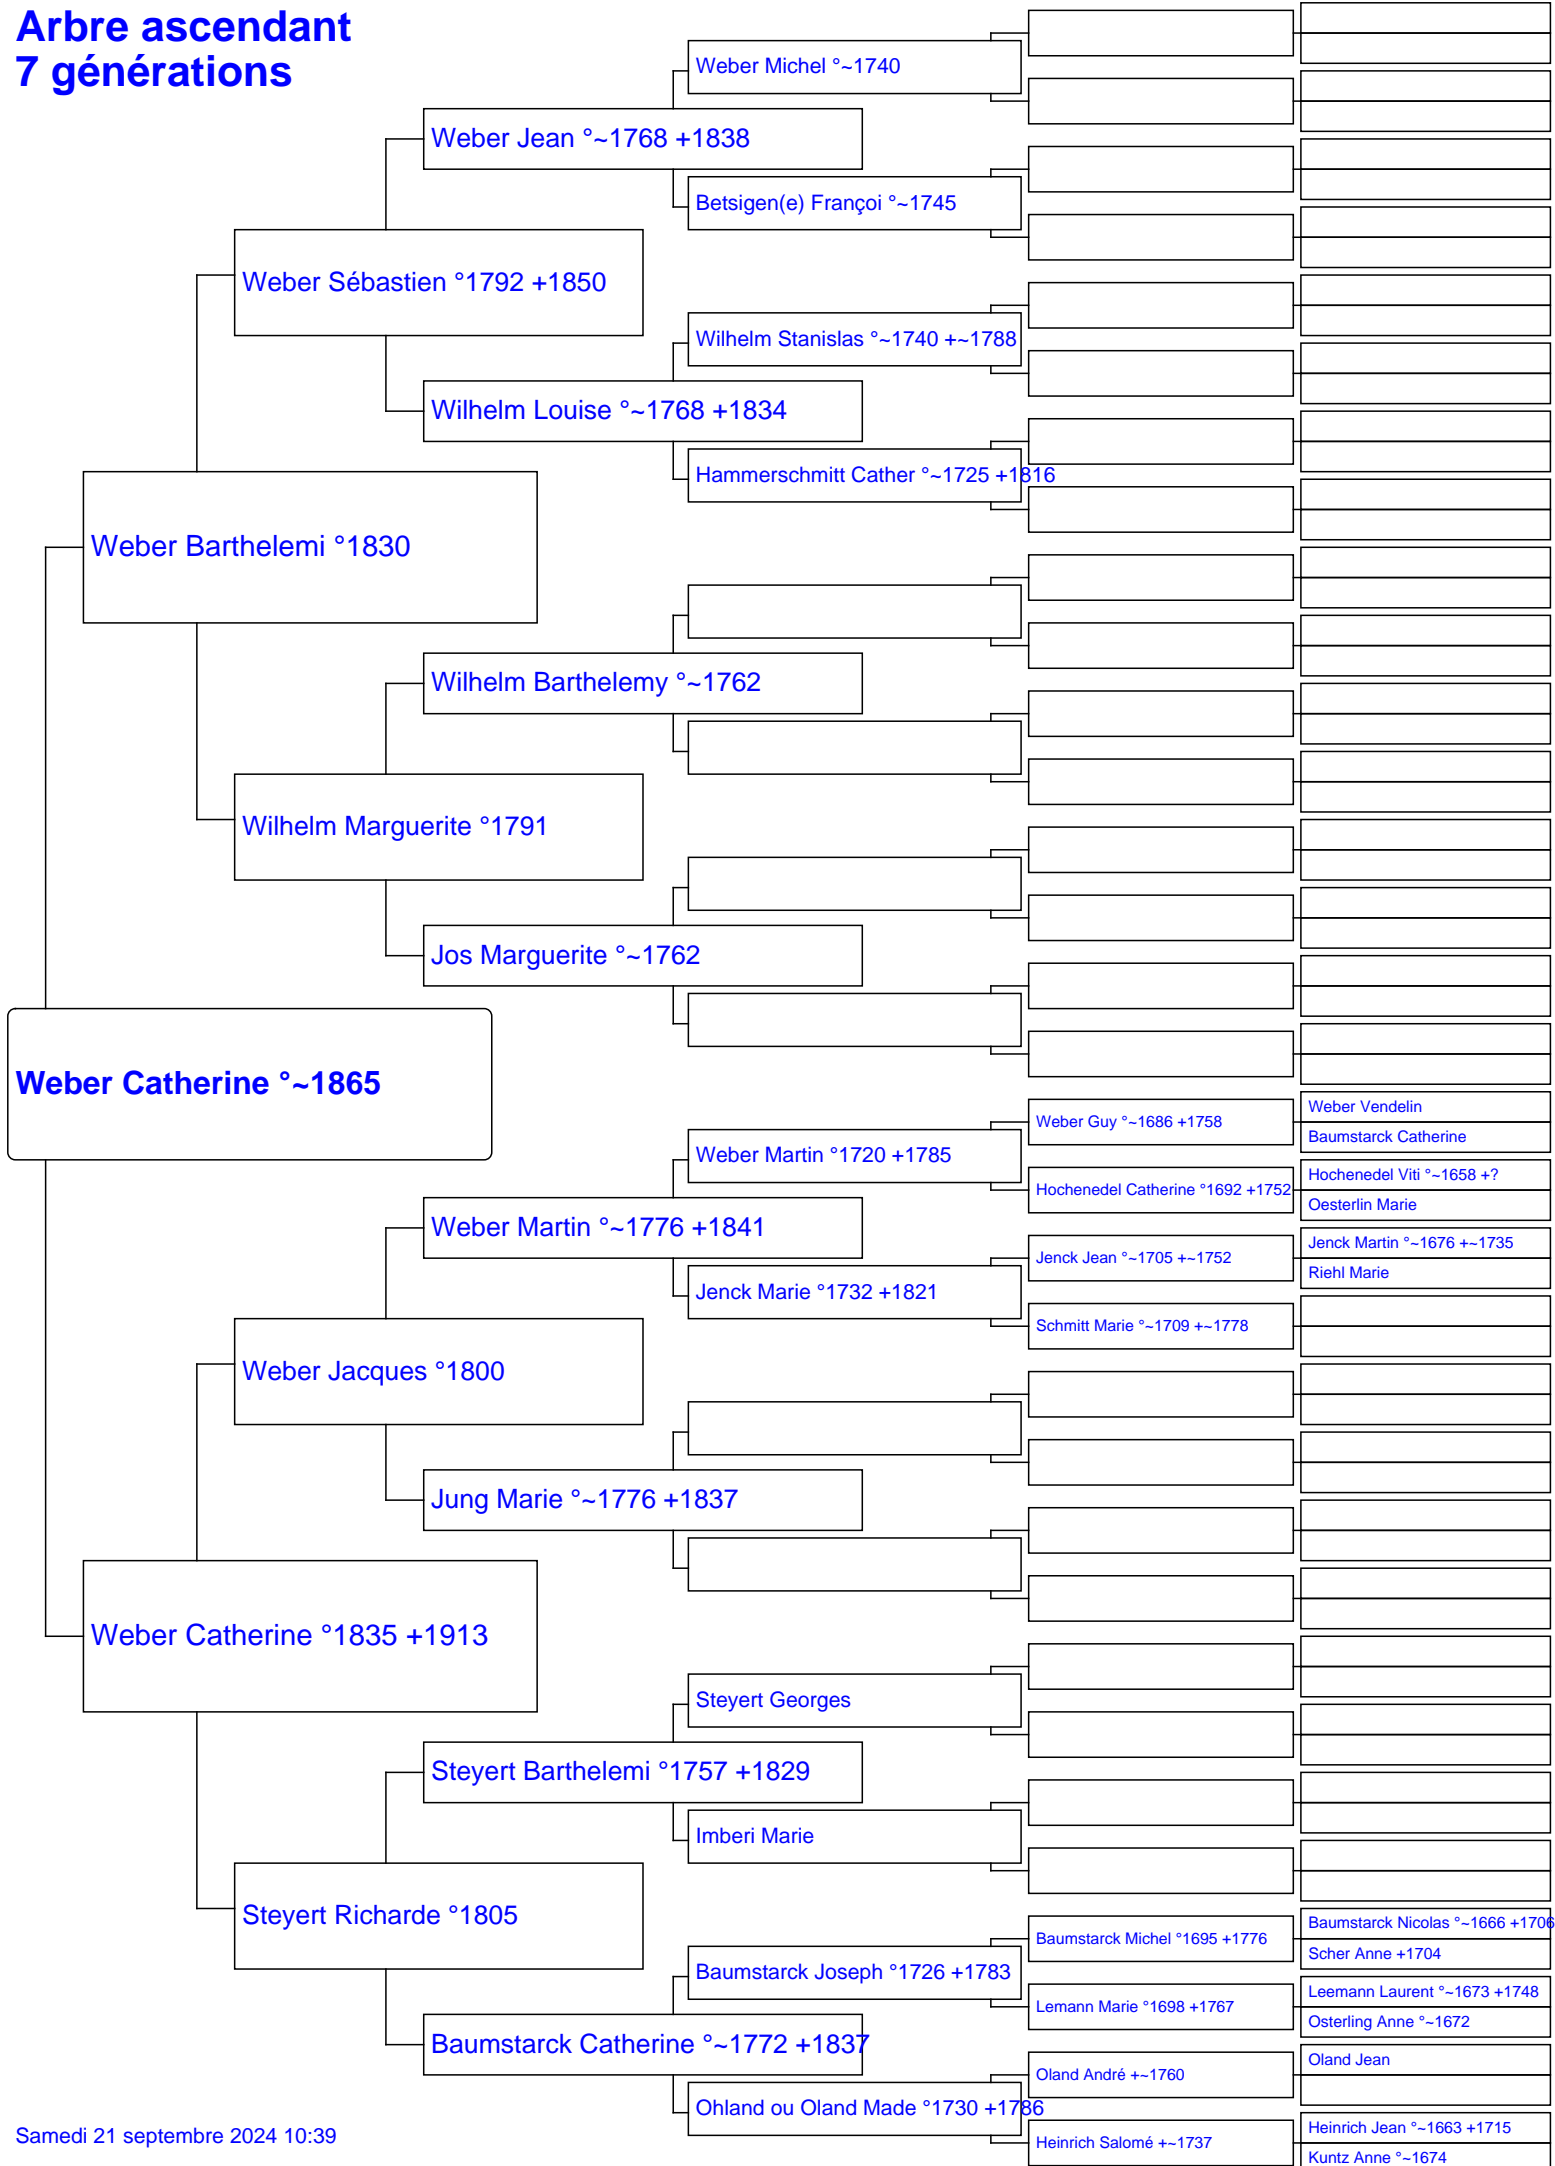 Arbre ascendant
7 générations
Weber Michel °~1740
Weber Jean °~1768 +1838
Betsigen(e) Françoi °~1745
Weber Sébastien °1792 +1850
Wilhelm Stanislas °~1740 +~1788
Wilhelm Louise °~1768 +1834
Hammerschmitt Cather °~1725 +1816
Weber Barthelemi °1830
Wilhelm Barthelemy °~1762
Wilhelm Marguerite °1791
Jos Marguerite °~1762
Weber Catherine °~1865
Weber Vendelin
Weber Guy °~1686 +1758
Baumstarck Catherine
Weber Martin °1720 +1785
Hochenedel Viti °~1658 +?
Hochenedel Catherine °1692 +1752
Oesterlin Marie
Weber Martin °~1776 +1841
Jenck Martin °~1676 +~1735
Jenck Jean °~1705 +~1752
Riehl Marie
Jenck Marie °1732 +1821
Schmitt Marie °~1709 +~1778
Weber Jacques °1800
Jung Marie °~1776 +1837
Weber Catherine °1835 +1913
Steyert Georges
Steyert Barthelemi °1757 +1829
Imberi Marie
Steyert Richarde °1805
Baumstarck Nicolas °~1666 +1706
Baumstarck Michel °1695 +1776
Scher Anne +1704
Baumstarck Joseph °1726 +1783
Leemann Laurent °~1673 +1748
Lemann Marie °1698 +1767
Osterling Anne °~1672
Baumstarck Catherine °~1772 +1837
Oland Jean
Oland André +~1760
Ohland ou Oland Made °1730 +1786
Heinrich Jean °~1663 +1715
Heinrich Salomé +~1737
Kuntz Anne °~1674
Samedi 21 septembre 2024 10:39